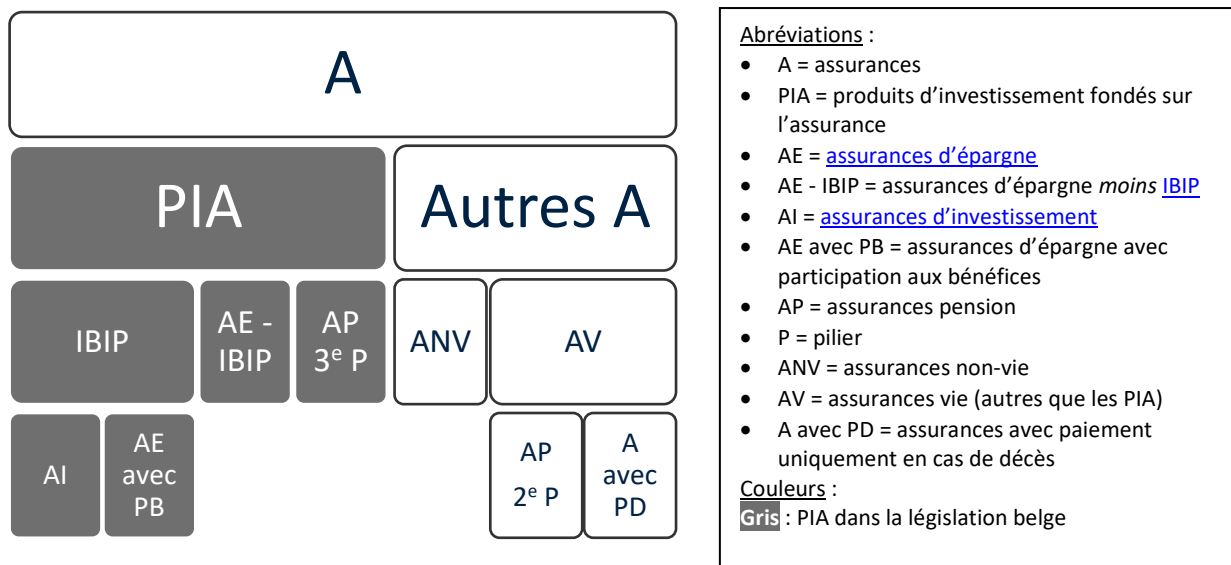 A
PIA
Autres A
IBIP
AE -
IBIP
AP
3e P
ANV
AV
AI
AE
avec
PB
AP
2e P
A
avec
PD
Abréviations :
• A = assurances
• PIA = produits d'investissement fondés sur
l'assurance
• AE = assurances d'épargne
• AE - IBIP = assurances d'épargne moins IBIP
• AI = assurances d'investissement
• AE avec PB = assurances d'épargne avec
participation aux bénéfices
• AP = assurances pension
• P = pilier
• ANV = assurances non-vie
• AV = assurances vie (autres que les PIA)
• A avec PD = assurances avec paiement
uniquement en cas de décès
Couleurs :
Gris : PIA dans la législation belge